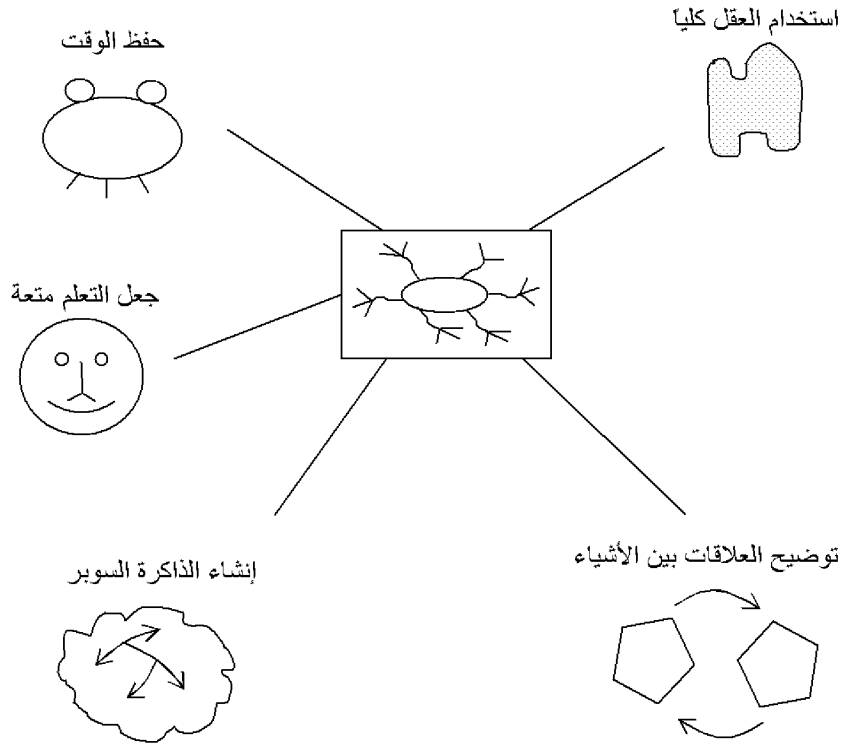 استخدام العقل كلياً
حفظ الوقت
جعل التعلم متعة
إنشاء الذاكرة السوبر
توضيح العلاقات بين الأشياء